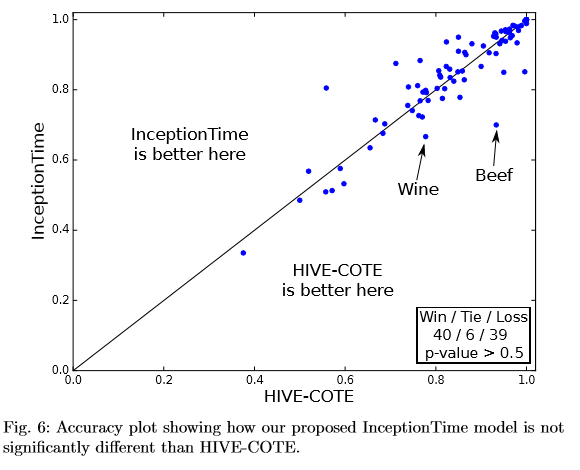 1.0
0.8
0.6
0.4
0.2
0.0
0.0
0.2
0.4
0.6
0.8
1.0
InceptionTime
HIVE-COTE
InceptionTime
is better here
Wine
Beef
HIVE-COTE
is better here
Win / Tie / Loss
40 / 6 / 39
p-value > 0.5
Fig. 6: Accuracy plot showing how our proposed InceptionTime model is not
significantly different than HIVE-COTE.